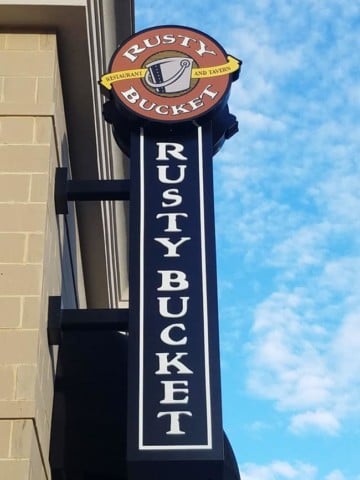 RUSTY
RESTAURANT AND TAVERN
BUCKET
RUSTY BUCKET